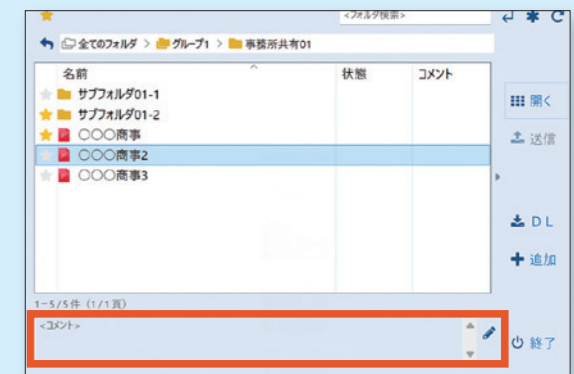 <フォルダ検索>
全てのフォルダ > グループ1 > 事務所共有01
名前 状態 コメント
サブフォルダ01-1
サブフォルダ01-2
〇〇〇商事
〇〇〇商事2
〇〇〇商事3
1-5/5件 (1/1頁)
<コメント>
開く
送信
DL
追加
終了